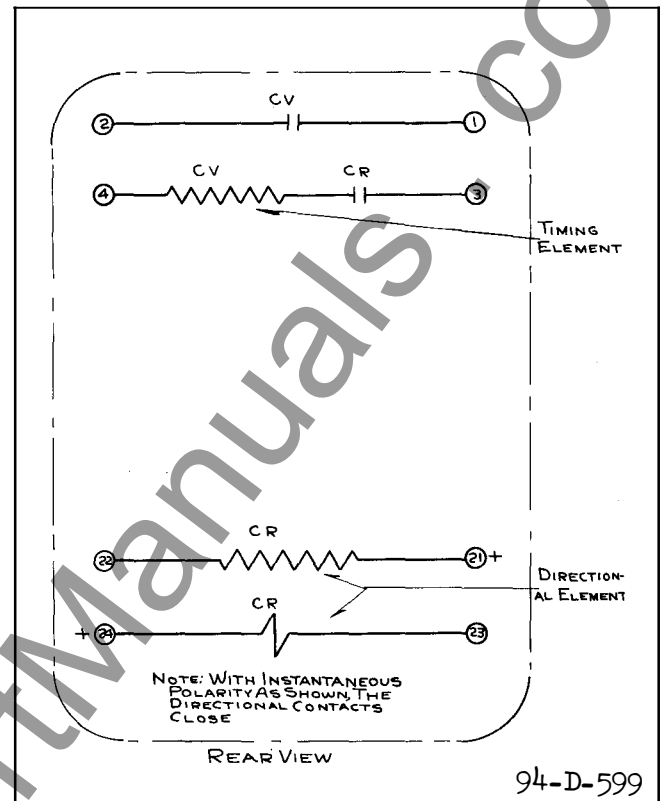 CV
2 1
CV CR
4 3
TIMING
ELEMENT
CR
22 21 +
DIRECTION-
AL ELEMENT
CR
+ 24 23
NOTE: WITH INSTANTANEOUS
POLARITY AS SHOWN, THE
DIRECTIONAL CONTACTS
CLOSE
REAR VIEW
94-D-599